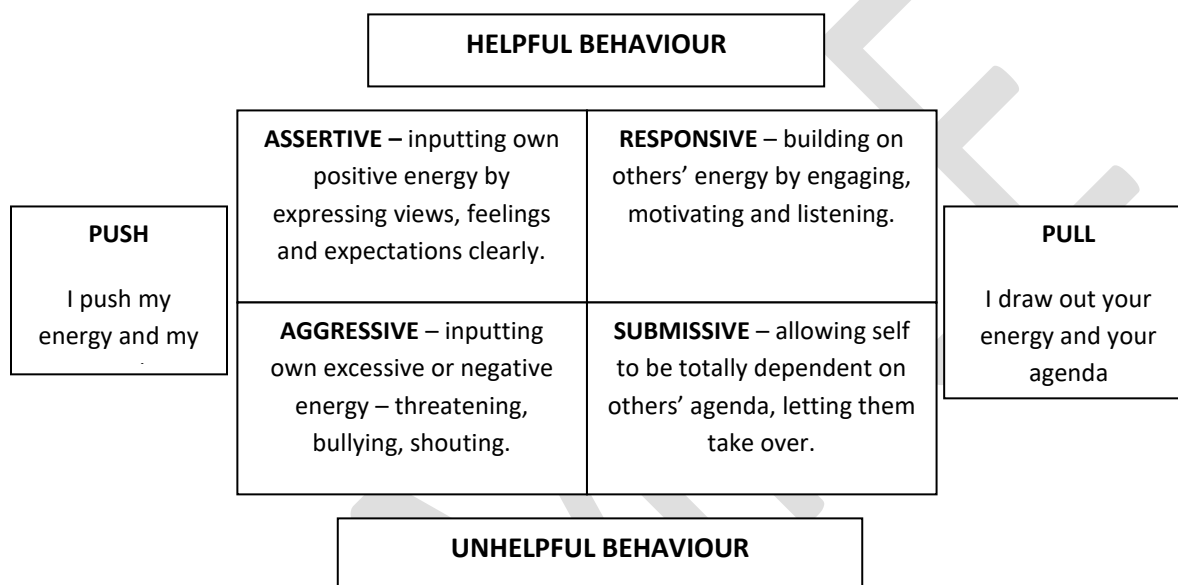 HELPFUL BEHAVIOUR
ASSERTIVE – inputting own
positive energy by
expressing views, feelings
and expectations clearly.
RESPONSIVE – building on
others’ energy by engaging,
motivating and listening.
PUSH
I push my
energy and my
PULL
I draw out your
energy and your
agenda
AGGRESSIVE – inputting
own excessive or negative
energy – threatening,
bullying, shouting.
SUBMISSIVE – allowing self
to be totally dependent on
others’ agenda, letting them
take over.
UNHELPFUL BEHAVIOUR